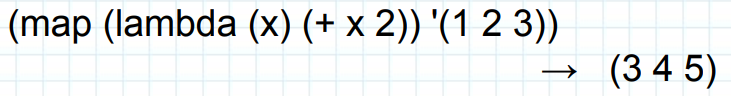 (map (lambda (x) (+ x 2)) '(1 2 3))
→ (3 4 5)